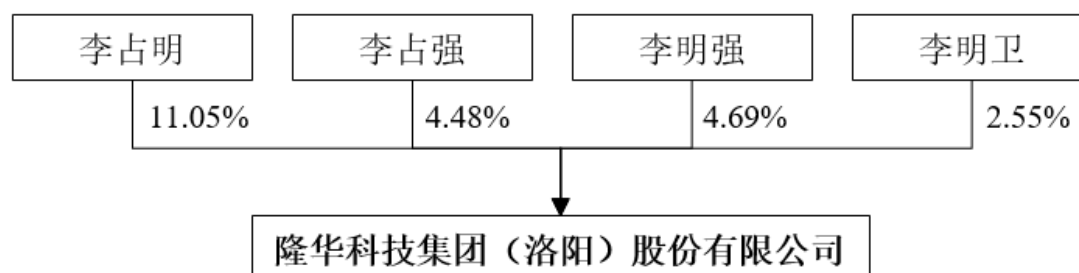 李占明 李占强 李明强 李明卫
11.05% 4.48% 4.69% 2.55%
隆华科技集团（洛阳）股份有限公司